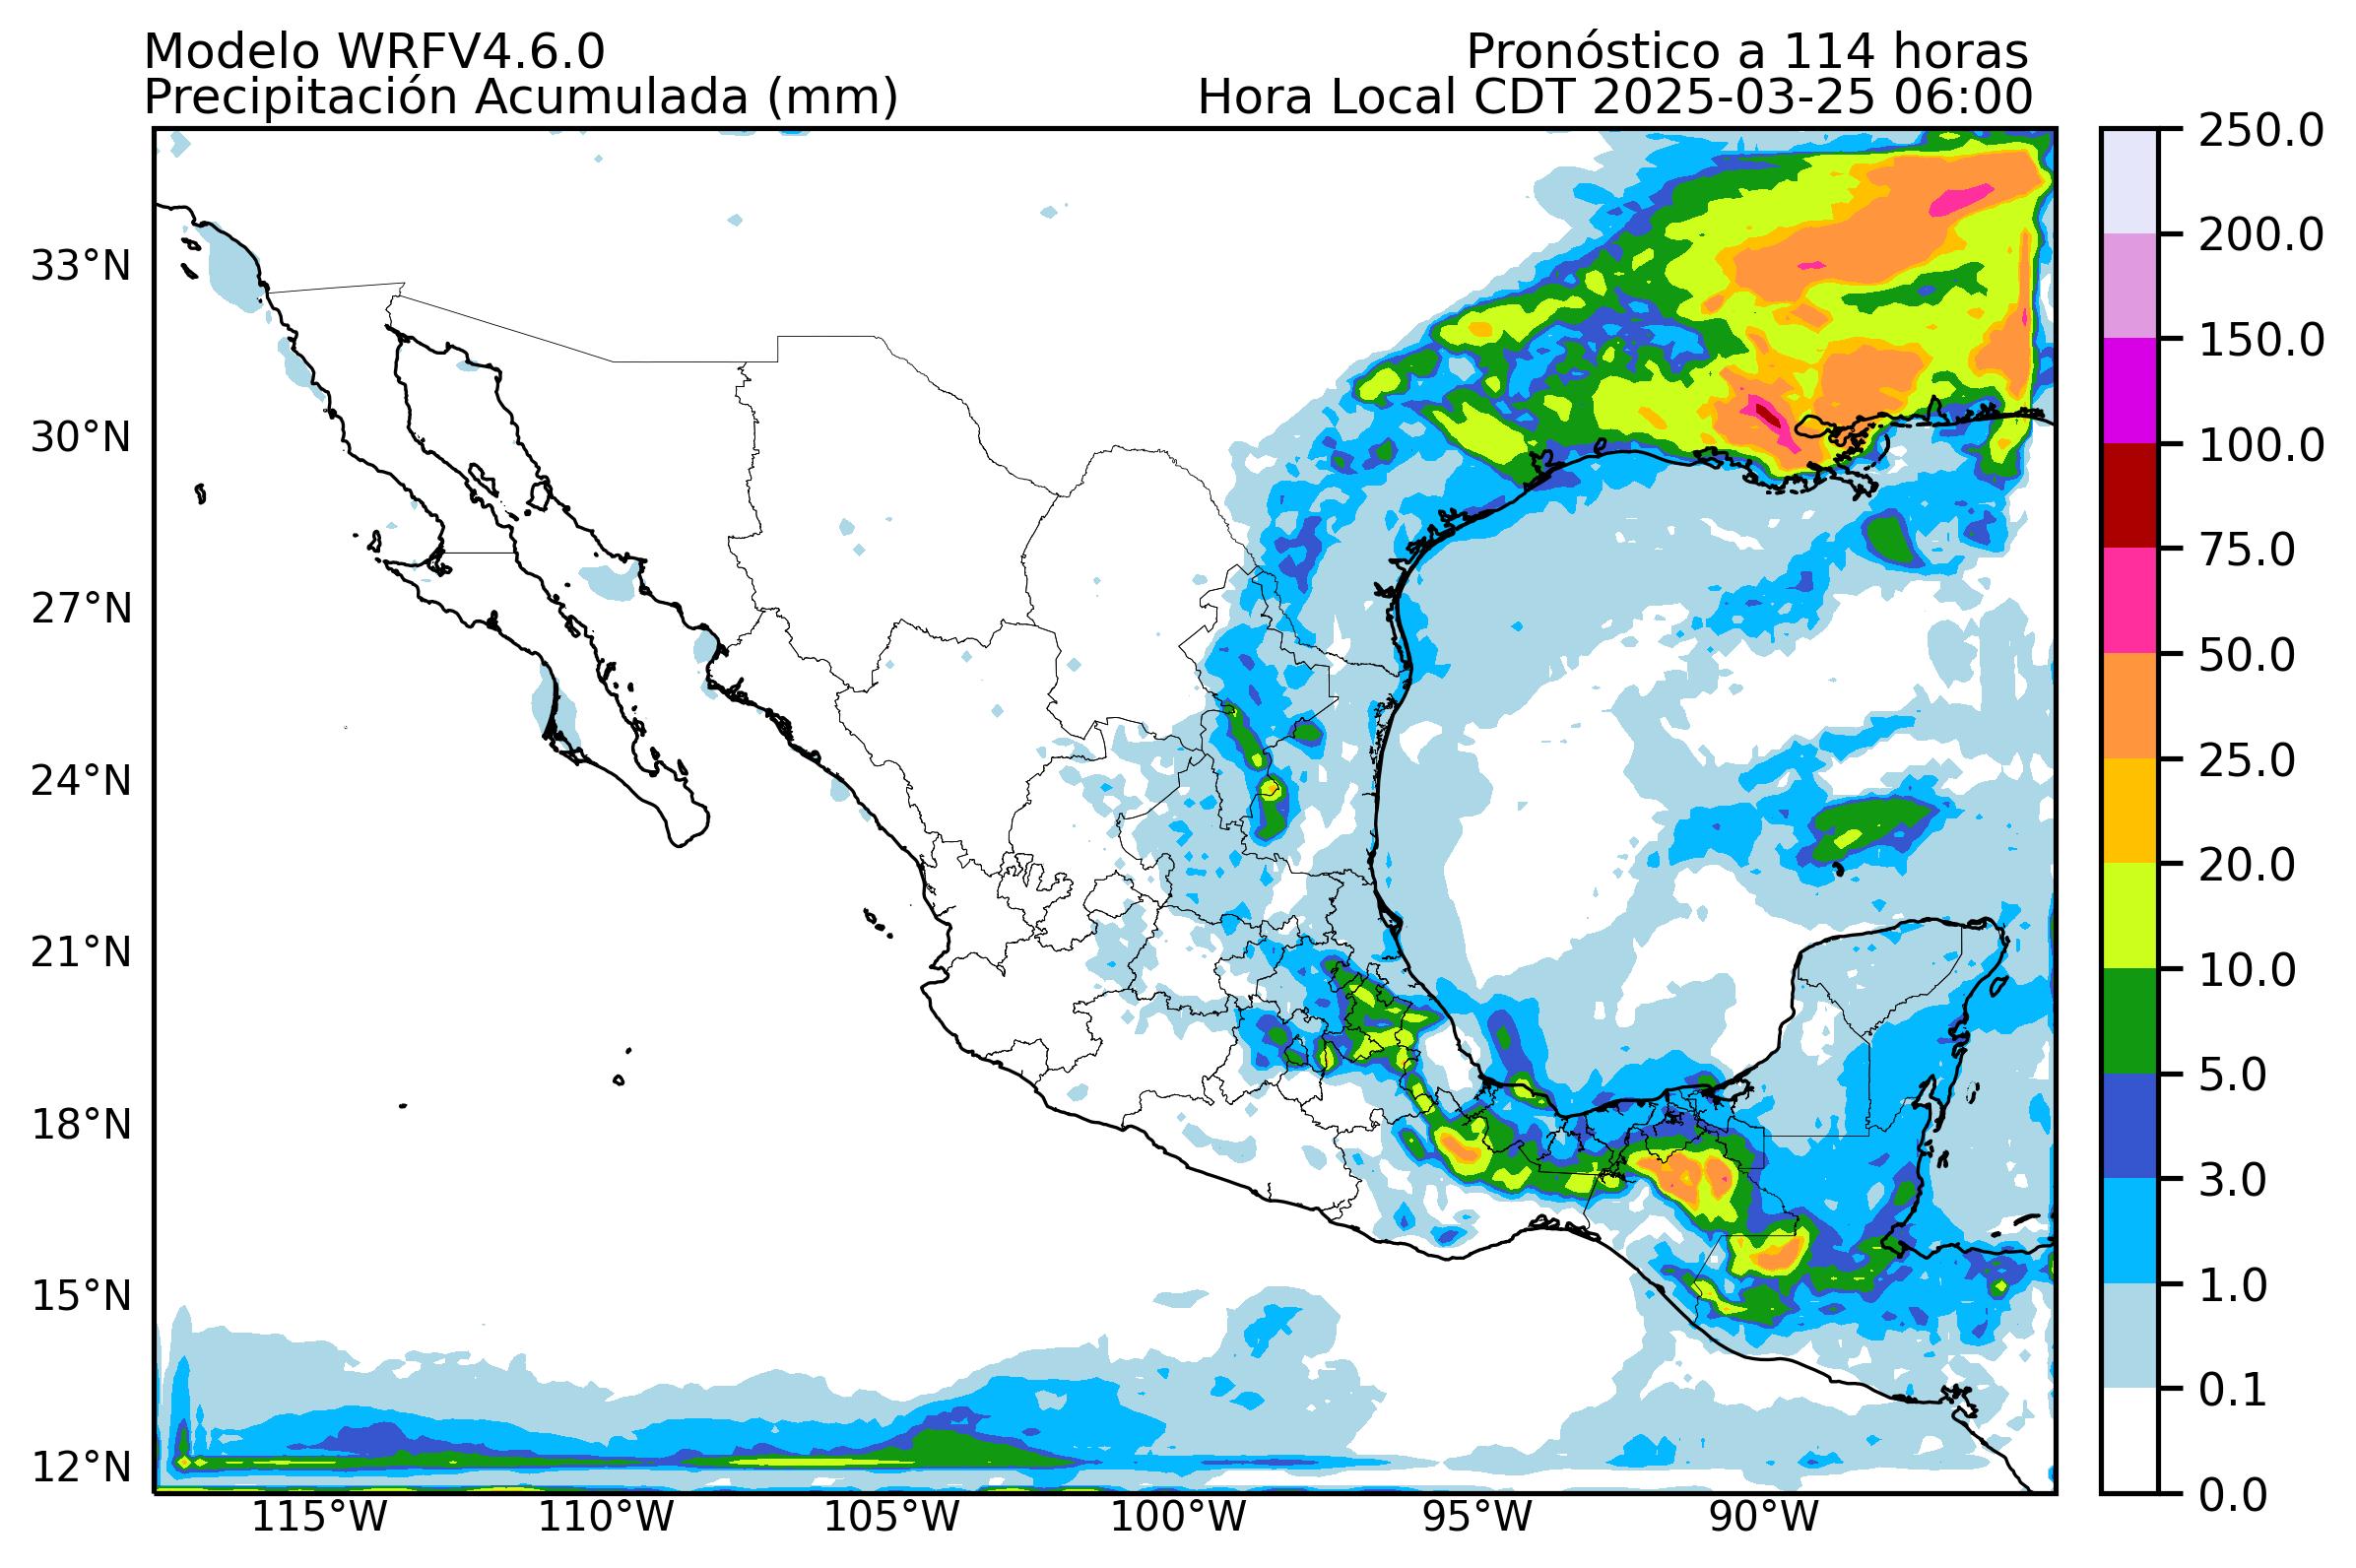 Modelo WRFV4.6.0
Pronóstico a 114 horas
Precipitación Acumulada (mm)
Hora Local CDT 2025-03-25 06:00
33°N
30°N
27°N
24°N
21°N
18°N
15°N
12°N
115°W
110°W
105°W
100°W
95°W
90°W
250.0
200.0
150.0
100.0
75.0
50.0
25.0
20.0
10.0
5.0
3.0
1.0
0.1
0.0